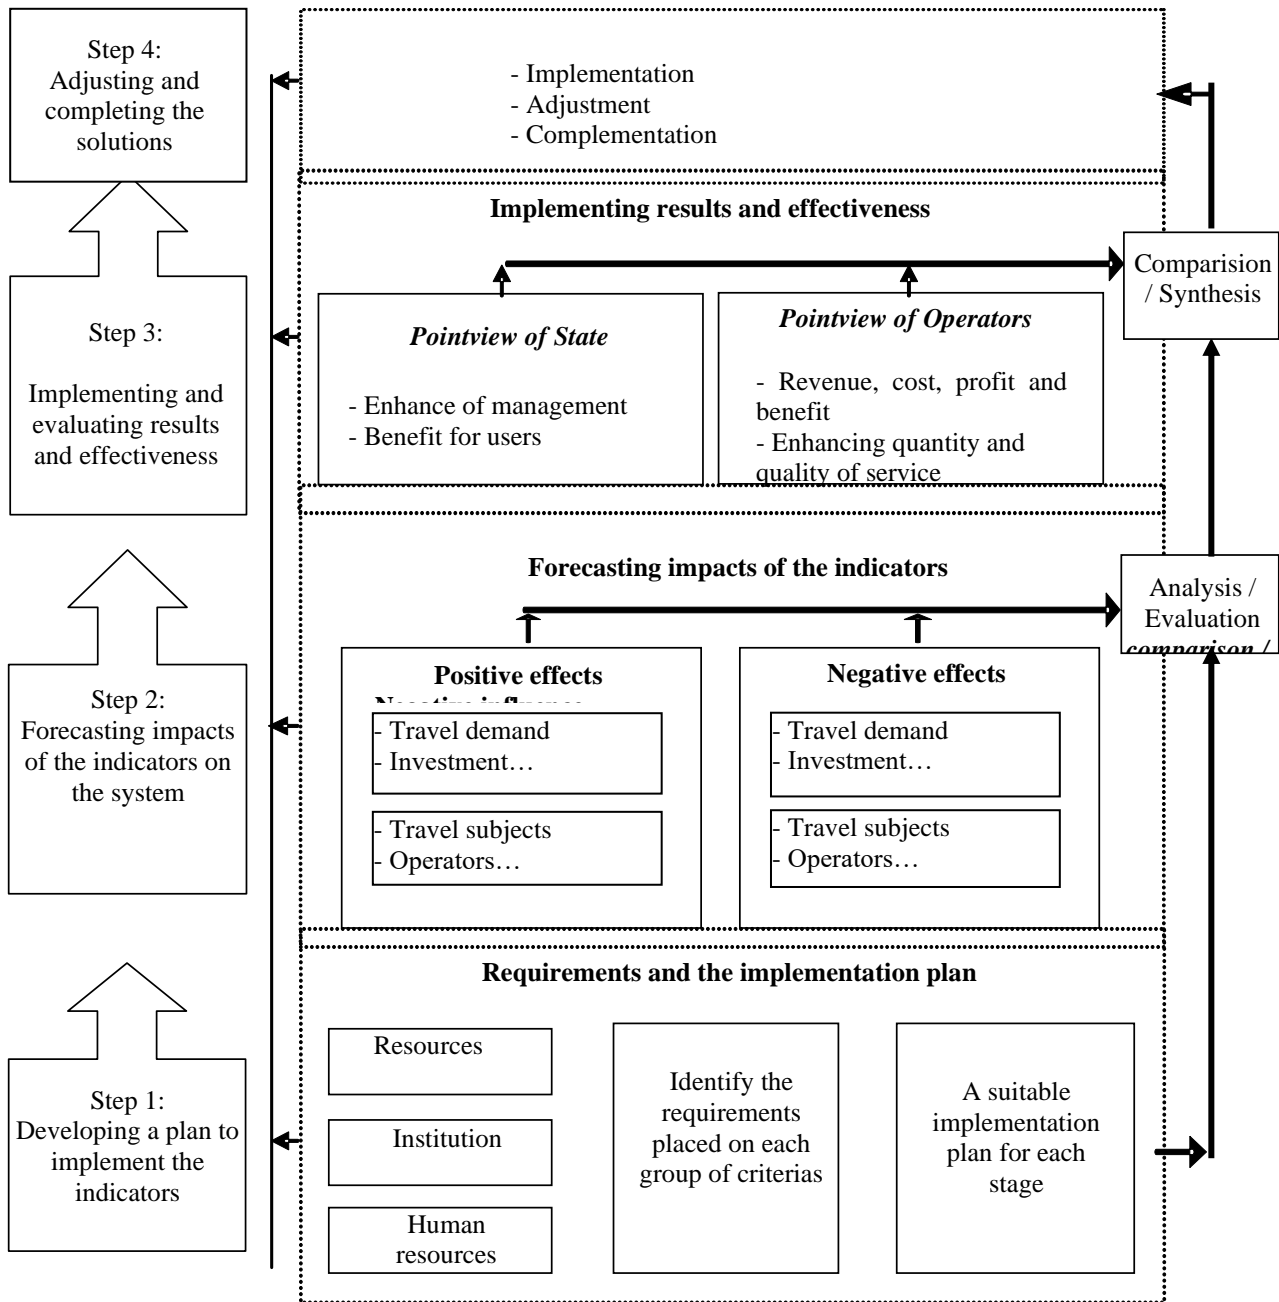 Step 4:
Adjusting and
completing the
solutions
- Implementation
- Adjustment
- Complementation
Implementing results and effectiveness
Comparision
/ Synthesis
Step 3:
Implementing and
evaluating results
and effectiveness
Pointview of State
- Enhance of management
- Benefit for users
Pointview of Operators
- Revenue, cost, profit and
benefit
- Enhancing quantity and
quality of service
Forecasting impacts of the indicators
Analysis /
Evaluation
comparison /
Step 2:
Forecasting impacts
of the indicators on
the system
Positive effects
Negative influence
- Travel demand
- Investment…
- Travel subjects
- Operators…
Negative effects
- Travel demand
- Investment…
- Travel subjects
- Operators…
Requirements and the implementation plan
Step 1:
Developing a plan to
implement the
indicators
Resources
Institution
Human
resources
Identify the
requirements
placed on each
group of criterias
A suitable
implementation
plan for each
stage